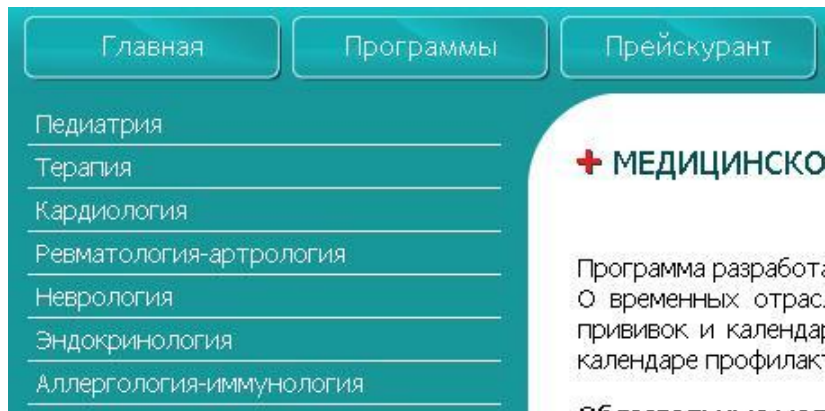 Главная Программы Прейскурант
Педиатрия
Терапия
Кардиология
Ревматология-артрология
Неврология
Эндокринология
Аллергология-иммунология
МЕДИЦИНСКО
Программа разработа
О временных отрас
прививок и календар
календаре профилак